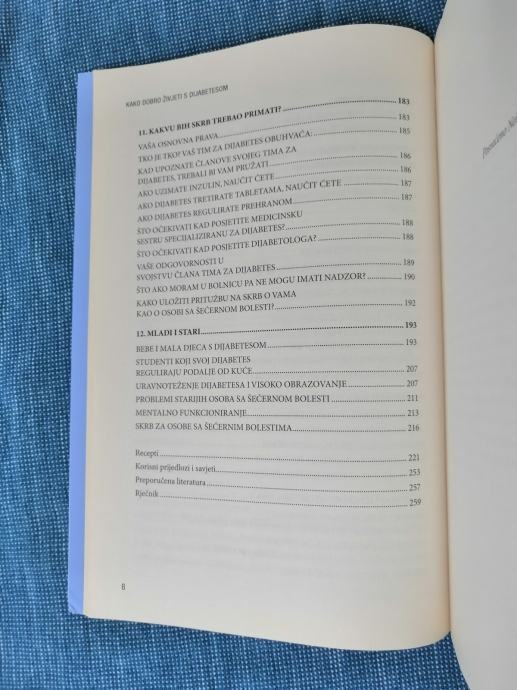 KAKO DOBRO ŽIVJETI S DIJABETESOM
11. KAKVU BIH SKRB TREBAO PRIMATI? 183
VAŠA OSNOVNA PRAVA 183
TKO JE TKO? VAŠ TIM ZA DIJABETES OBUHVAĆA: 185
KAD UPOZNATE ČLANOVE SVOJEG TIMA ZA
DIJABETES, TREBALI BI VAM PRUŽATI 186
AKO UZIMATE INZULIN, NAUČIT ĆETE 186
AKO DIJABETES TRETIRATE TABLETAMA, NAUČIT ĆETE 187
AKO DIJABETES REGULIRATE PREHRANOM 187
ŠTO OČEKIVATI KAD POSJETITE MEDICINSKU
SESTRU SPECIJALIZIRANU ZA DIJABETES? 188
ŠTO OČEKIVATI KAD POSJETITE DIJABETOLOGA? 188
VAŠE ODGOVORNOSTI U
SVOJSTVU ČLANA TIMA ZA DIJABETES 189
ŠTO AKO MORAM U BOLNICU PA NE MOGU IMATI NADZOR? 190
KAKO ULOŽITI PRITUŽBU NA SKRB O VAMA
KAO O OSOBI SA ŠEĆERNOM BOLESTI? 192
12. MLADI I STARI 193
BEBE I MALA DJECA S DIJABETESOM 193
STUDENTI KOJI SVOJ DIJABETES
REGULIRAJU PODALJE OD KUĆE 207
URAVNOTEŽENJE DIJABETESA I VISOKO OBRAZOVANJE 207
PROBLEMI STARIJIH OSOBA SA ŠEĆERNOM BOLESTI 211
MENTALNO FUNKCIONIRANJE 213
SKRB ZA OSOBE SA ŠEĆERNIM BOLESTIMA 216
Recepti 221
Korisni prijedlozi i savjeti 253
Preporučena literatura 257
Rječnik 259
8